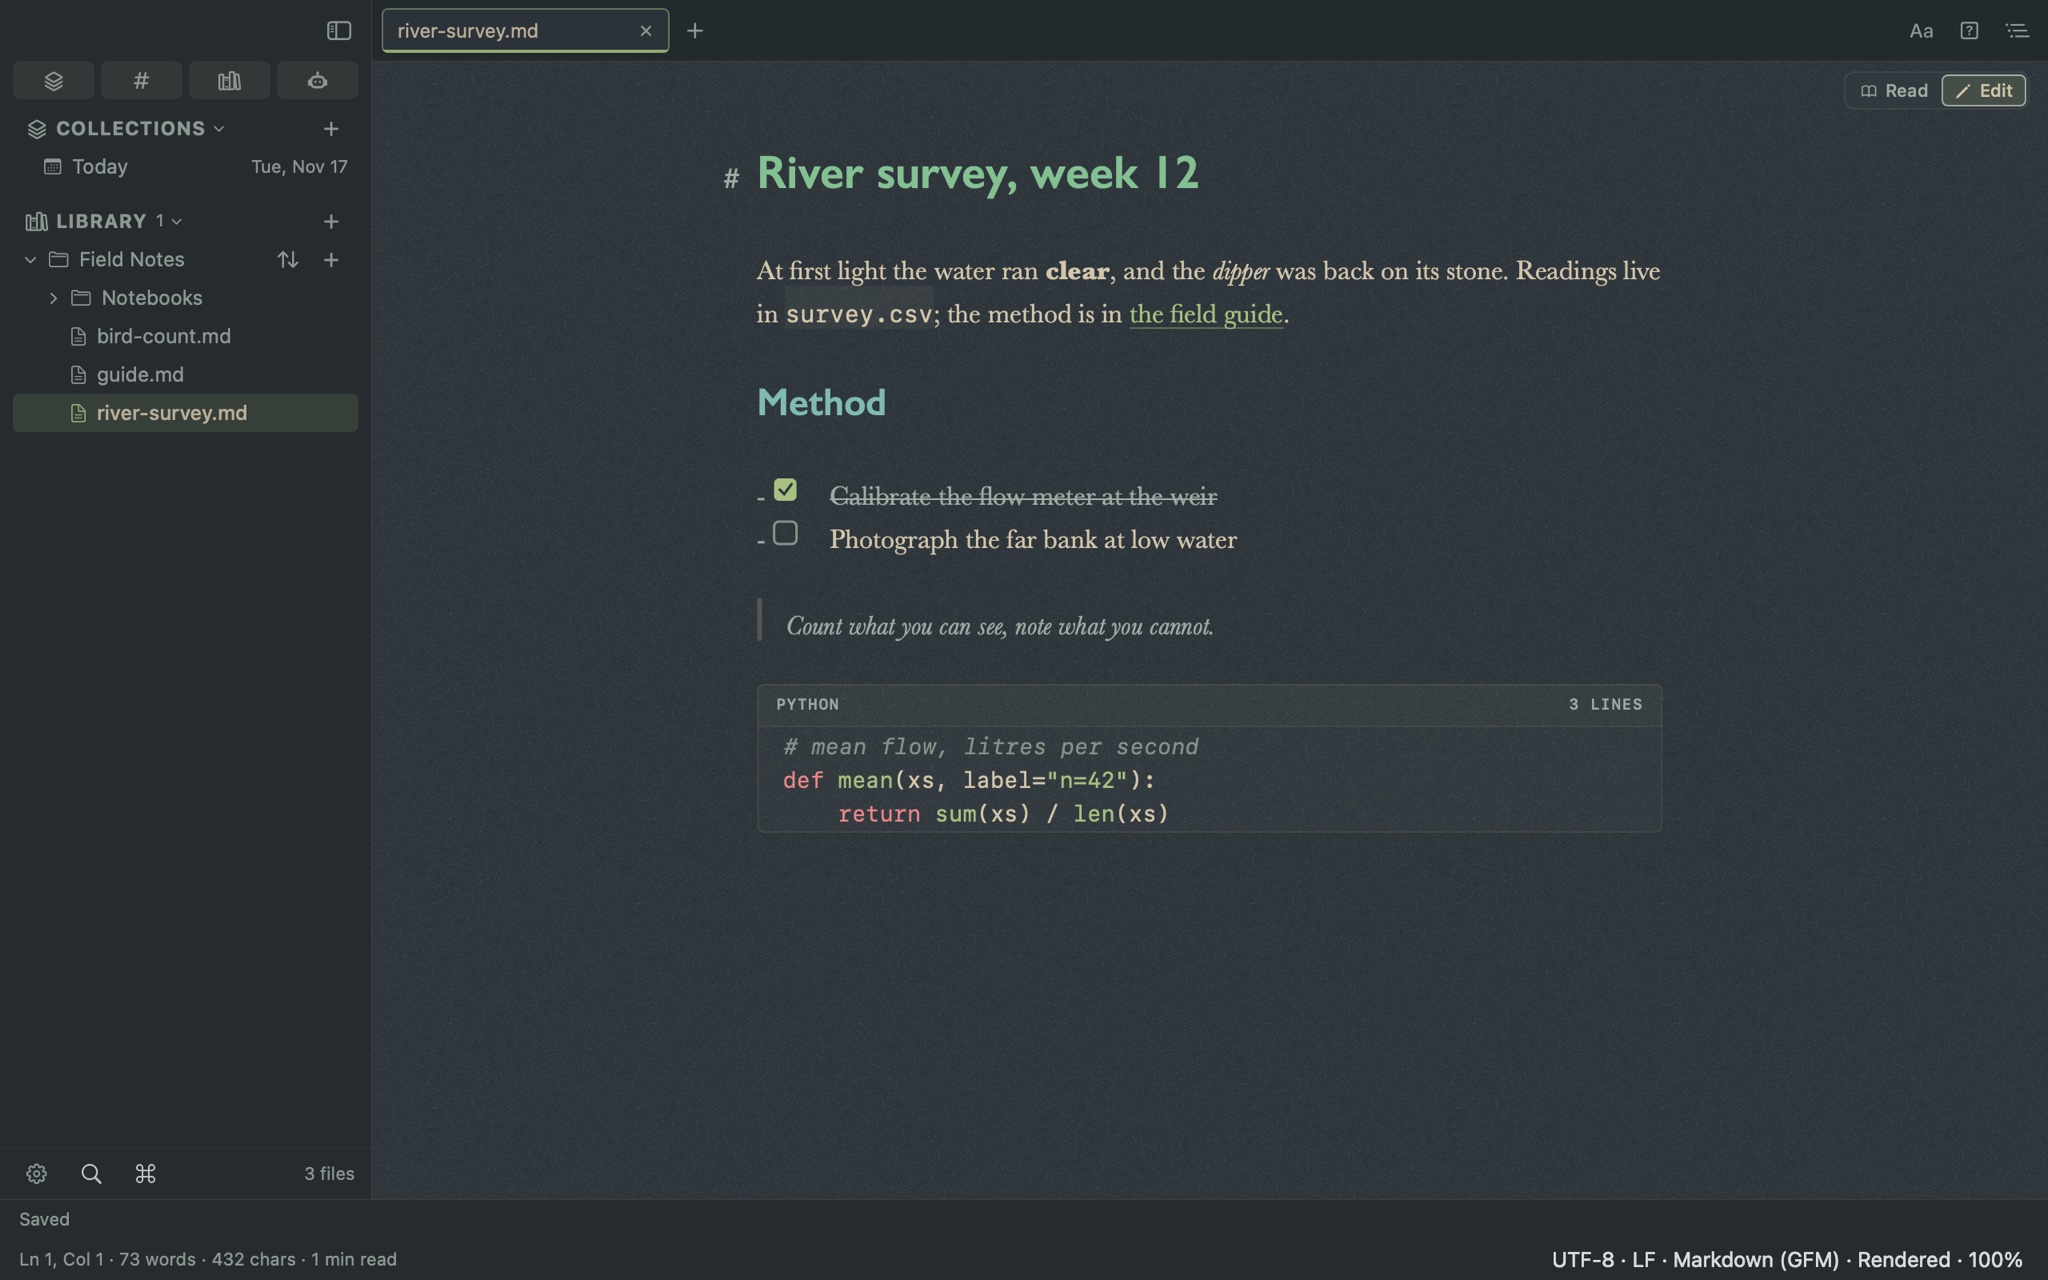 river-survey.md
Aa
Read
Edit
COLLECTIONS
Today Tue, Nov 17
LIBRARY 1
Field Notes
Notebooks
bird-count.md
guide.md
river-survey.md
3 files
# River survey, week 12
At first light the water ran clear, and the dipper was back on its stone. Readings live
in survey.csv; the method is in the field guide.
Method
- Calibrate the flow meter at the weir
- Photograph the far bank at low water
Count what you can see, note what you cannot.
PYTHON 3 LINES
# mean flow, litres per second
def mean(xs, label="n=42"):
    return sum(xs) / len(xs)
Saved
Ln 1, Col 1 · 73 words · 432 chars · 1 min read
UTF-8 · LF · Markdown (GFM) · Rendered · 100%